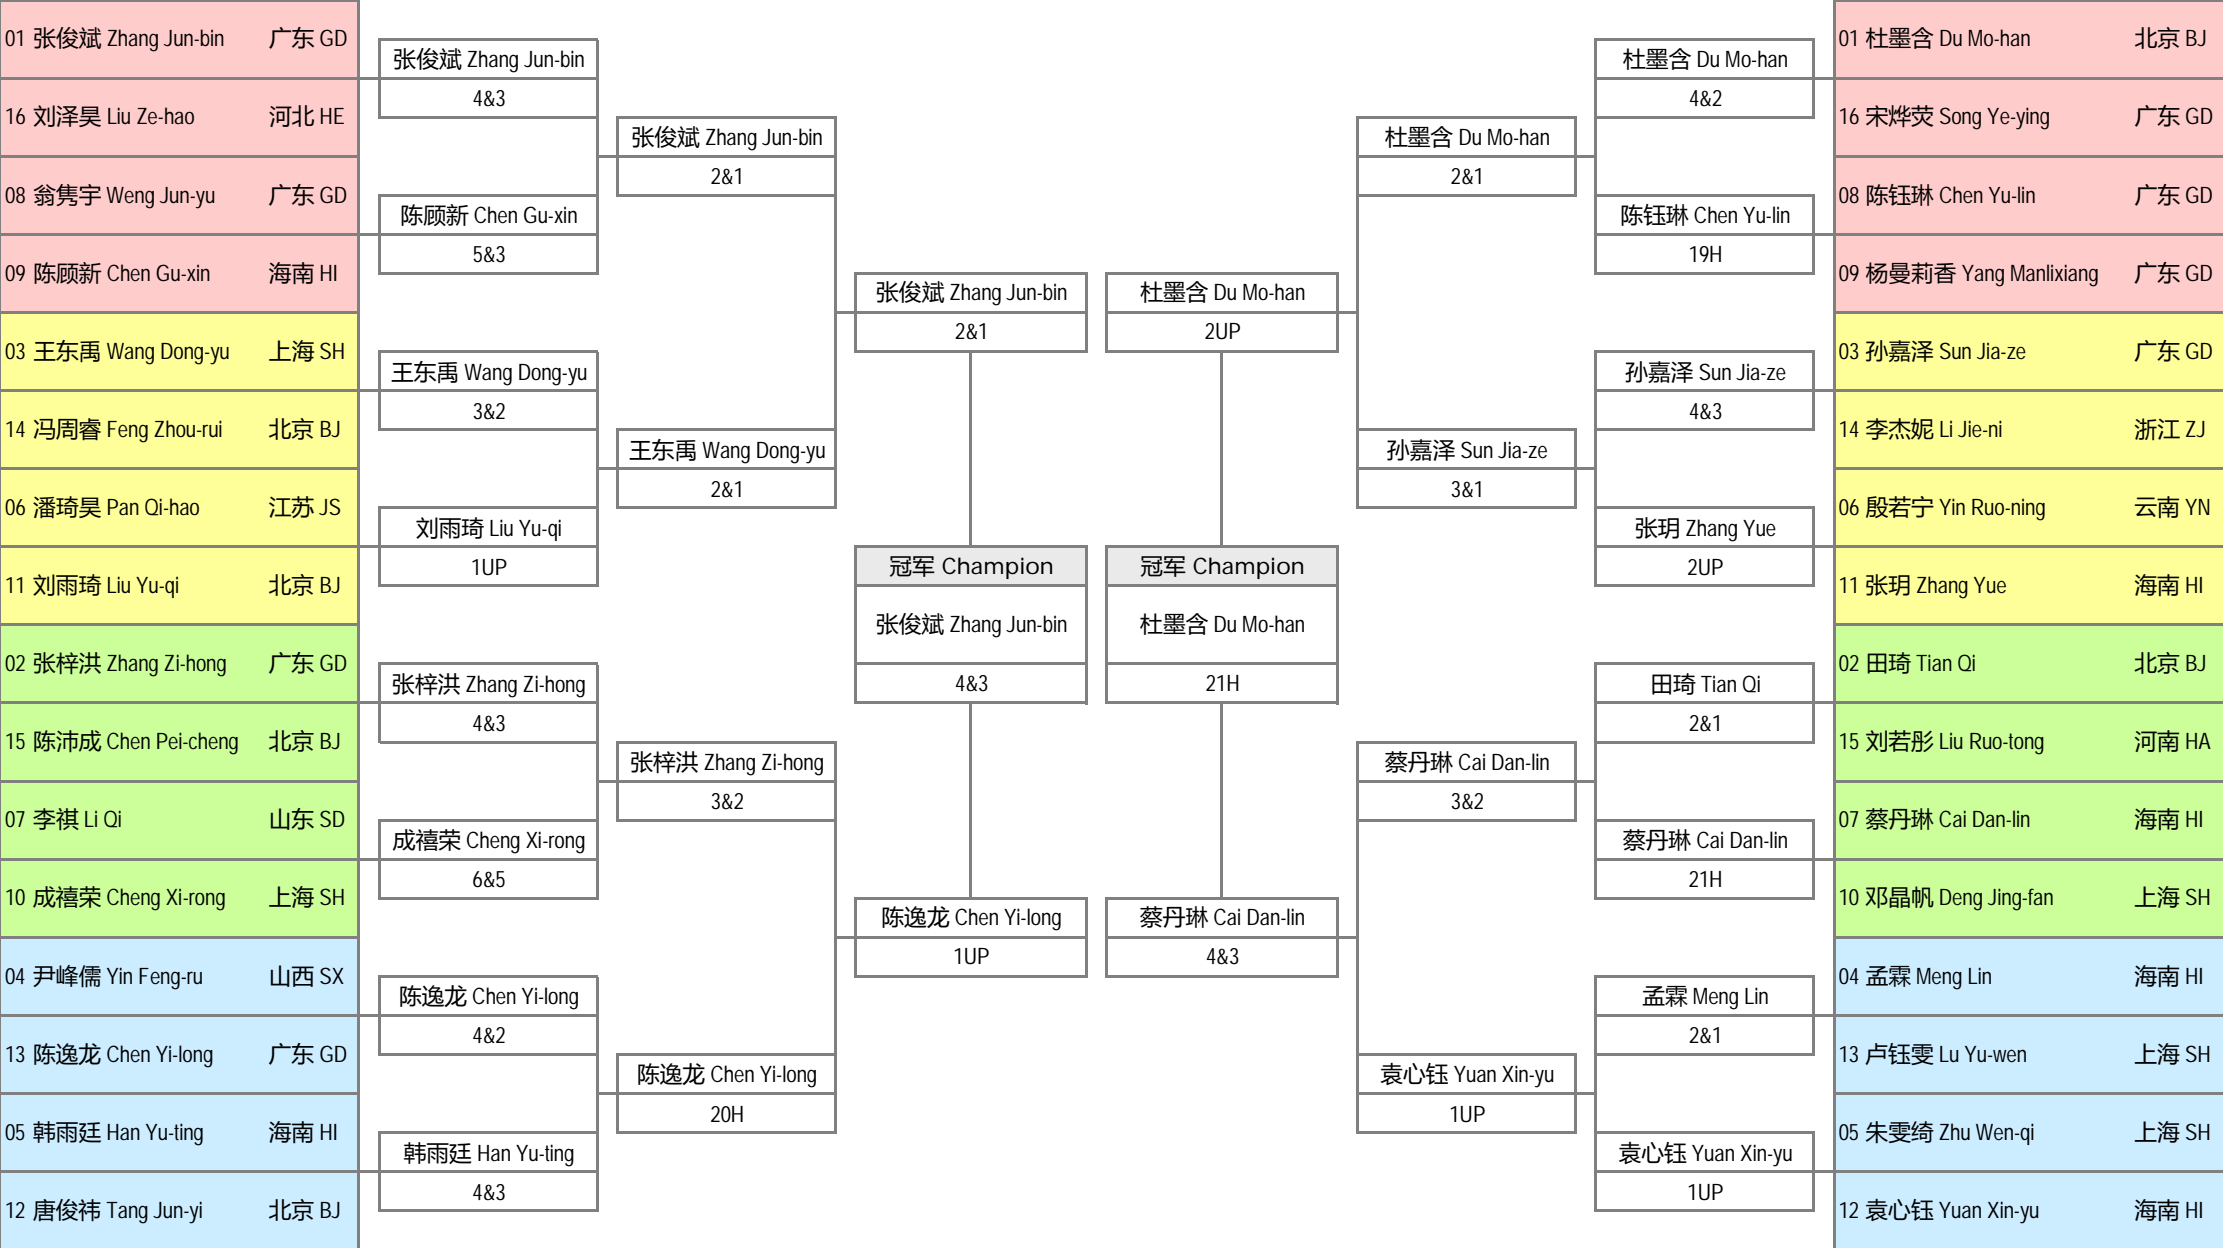 01 张俊斌 Zhang Jun-bin 广东 GD
16 刘泽昊 Liu Ze-hao 河北 HE
08 翁隽宇 Weng Jun-yu 广东 GD
09 陈顾新 Chen Gu-xin 海南 HI
03 王东禹 Wang Dong-yu 上海 SH
14 冯周睿 Feng Zhou-rui 北京 BJ
06 潘琦昊 Pan Qi-hao 江苏 JS
11 刘雨琦 Liu Yu-qi 北京 BJ
02 张梓洪 Zhang Zi-hong 广东 GD
15 陈沛成 Chen Pei-cheng 北京 BJ
07 李祺 Li Qi 山东 SD
10 成禧荣 Cheng Xi-rong 上海 SH
04 尹峰儒 Yin Feng-ru 山西 SX
13 陈逸龙 Chen Yi-long 广东 GD
05 韩雨廷 Han Yu-ting 海南 HI
12 唐俊祎 Tang Jun-yi 北京 BJ
张俊斌 Zhang Jun-bin
4&3
陈顾新 Chen Gu-xin
5&3
王东禹 Wang Dong-yu
3&2
刘雨琦 Liu Yu-qi
1UP
张梓洪 Zhang Zi-hong
4&3
成禧荣 Cheng Xi-rong
6&5
陈逸龙 Chen Yi-long
4&2
韩雨廷 Han Yu-ting
4&3
张俊斌 Zhang Jun-bin
2&1
王东禹 Wang Dong-yu
2&1
张梓洪 Zhang Zi-hong
3&2
陈逸龙 Chen Yi-long
20H
张俊斌 Zhang Jun-bin
2&1
冠军 Champion
张俊斌 Zhang Jun-bin
4&3
陈逸龙 Chen Yi-long
1UP
杜墨含 Du Mo-han
2UP
冠军 Champion
杜墨含 Du Mo-han
21H
蔡丹琳 Cai Dan-lin
4&3
杜墨含 Du Mo-han
2&1
孙嘉泽 Sun Jia-ze
3&1
蔡丹琳 Cai Dan-lin
3&2
袁心钰 Yuan Xin-yu
1UP
杜墨含 Du Mo-han
4&2
陈钰琳 Chen Yu-lin
19H
孙嘉泽 Sun Jia-ze
4&3
张玥 Zhang Yue
2UP
田琦 Tian Qi
2&1
蔡丹琳 Cai Dan-lin
21H
孟霖 Meng Lin
2&1
袁心钰 Yuan Xin-yu
1UP
01 杜墨含 Du Mo-han 北京 BJ
16 宋烨荧 Song Ye-ying 广东 GD
08 陈钰琳 Chen Yu-lin 广东 GD
09 杨曼莉香 Yang Manlixiang 广东 GD
03 孙嘉泽 Sun Jia-ze 广东 GD
14 李杰妮 Li Jie-ni 浙江 ZJ
06 殷若宁 Yin Ruo-ning 云南 YN
11 张玥 Zhang Yue 海南 HI
02 田琦 Tian Qi 北京 BJ
15 刘若彤 Liu Ruo-tong 河南 HA
07 蔡丹琳 Cai Dan-lin 海南 HI
10 邓晶帆 Deng Jing-fan 上海 SH
04 孟霖 Meng Lin 海南 HI
13 卢钰雯 Lu Yu-wen 上海 SH
05 朱雯绮 Zhu Wen-qi 上海 SH
12 袁心钰 Yuan Xin-yu 海南 HI